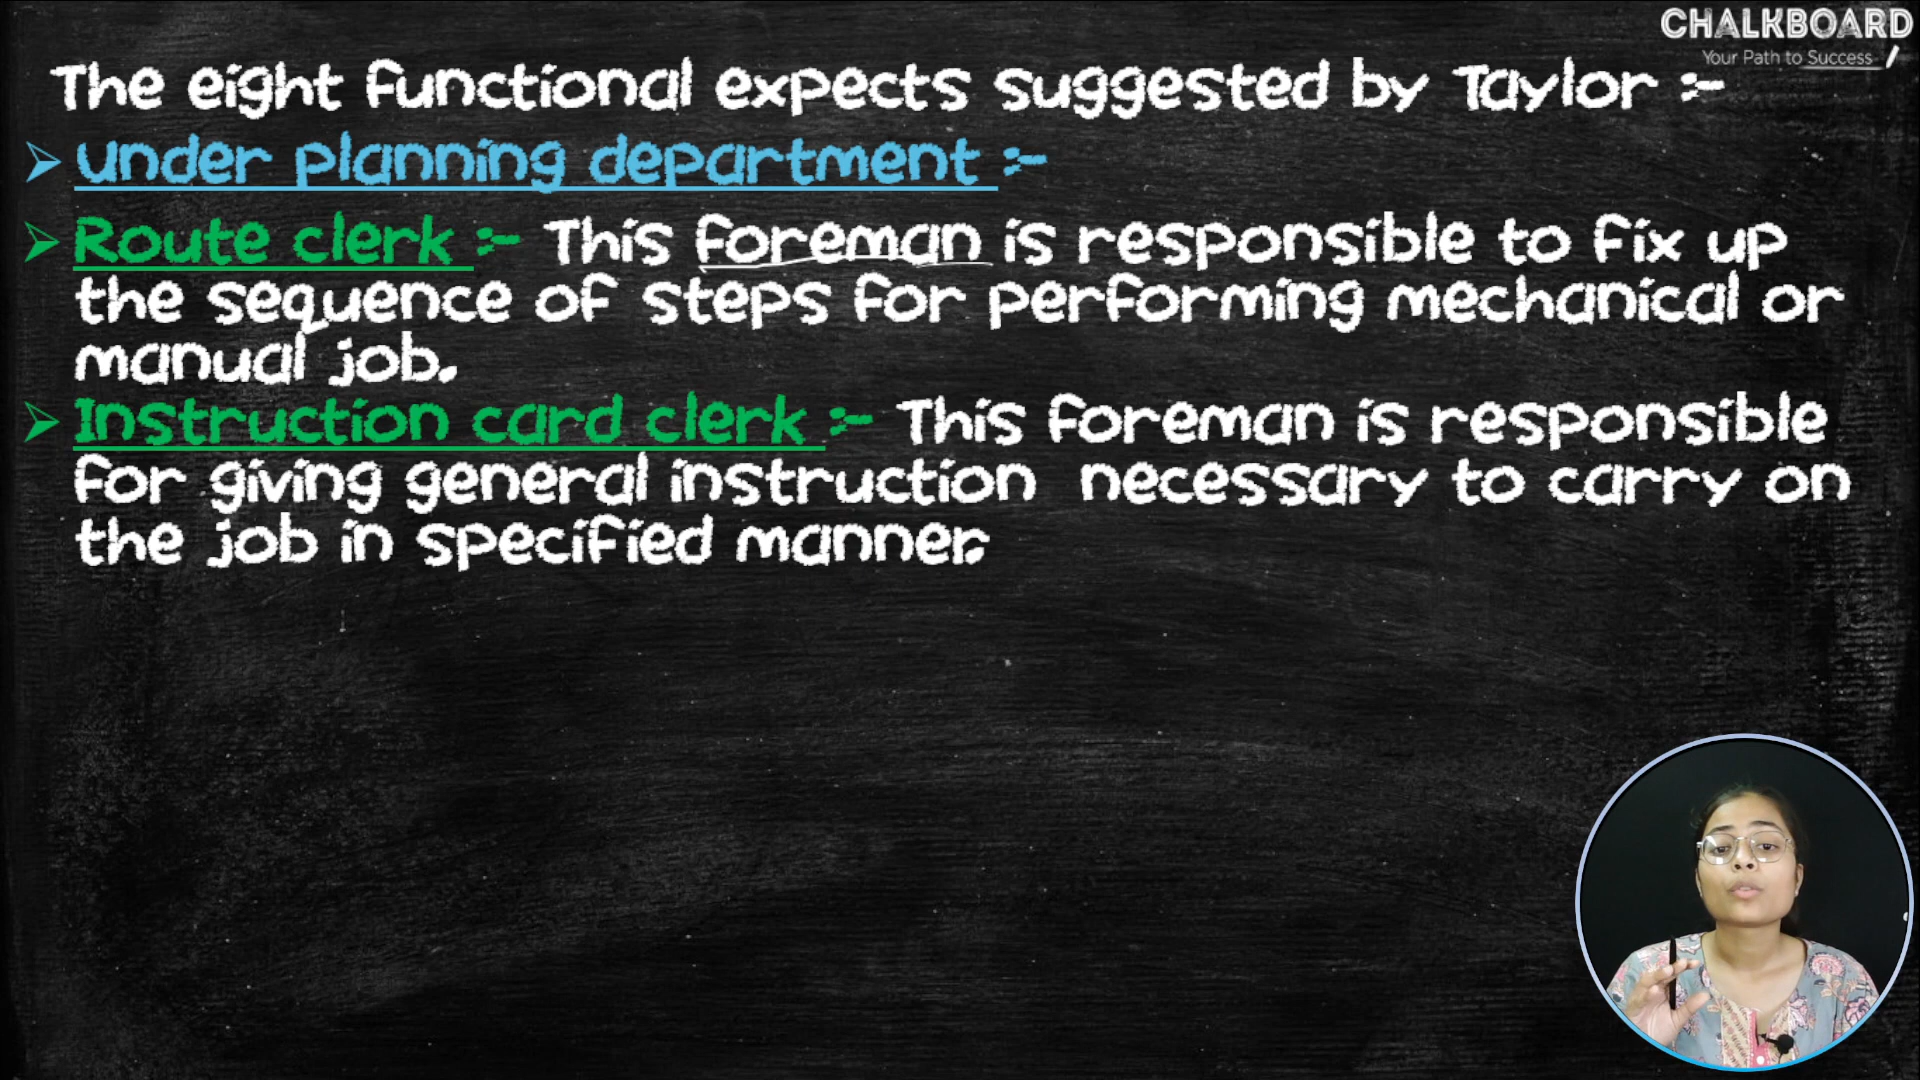 CHALKBOARD
Your Path to Success
The eight functional expects suggested by Taylor :-
➢ under planning department :-
➢ Route clerk :- This foreman is responsible to fix up
the sequence of steps for performing mechanical or
manual job.
➢ Instruction card clerk :- This foreman is responsible
for giving general instruction necessary to carry on
the job in specified manner.